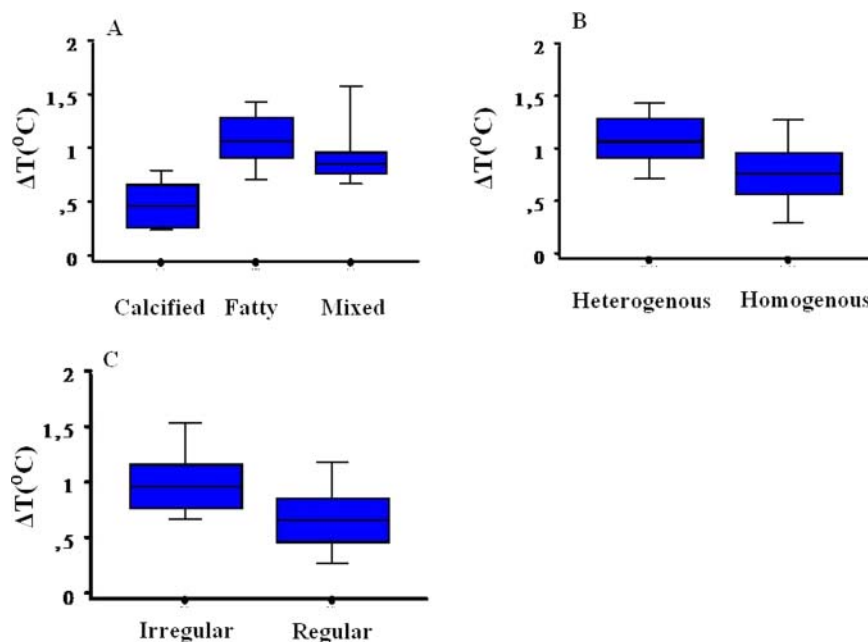 A
2
1,5
1
,5
0
ΔT(⁰C)
Calcified Fatty Mixed
B
2
1,5
1
,5
0
ΔT(⁰C)
Heterogenous Homogenous
C
2
1,5
1
,5
0
ΔT(⁰C)
Irregular Regular